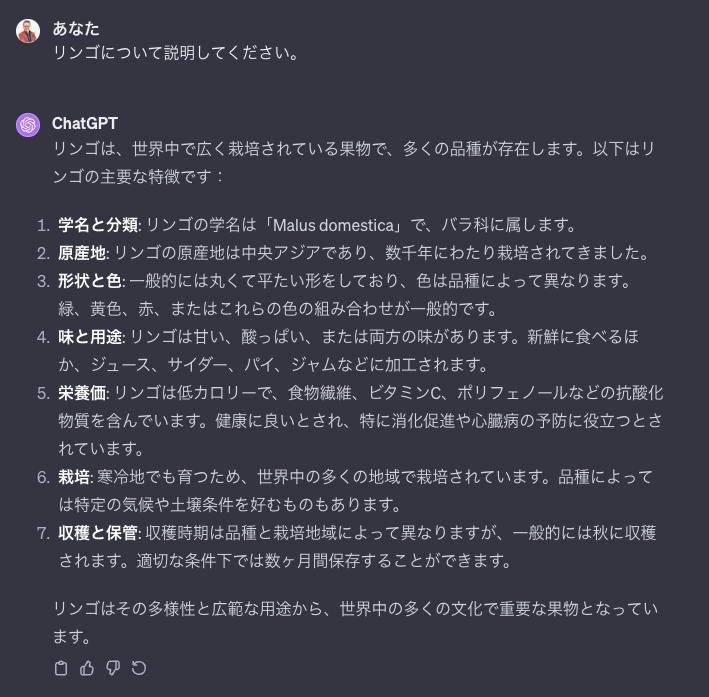 あなた
リンゴについて説明してください。
ChatGPT
リンゴは、世界中で広く栽培されている果物で、多くの品種が存在します。以下はリ
ンゴの主要な特徴です：
1. 学名と分類: リンゴの学名は「Malus domestica」で、バラ科に属します。
2. 原産地: リンゴの原産地は中央アジアであり、数千年にわたり栽培されてきました。
3. 形状と色: 一般的には丸くて平たい形をしており、色は品種によって異なります。
緑、黄色、赤、またはこれらの色の組み合わせが一般的です。
4. 味と用途: リンゴは甘い、酸っぱい、または両方の味があります。新鮮に食べるほ
か、ジュース、サイダー、パイ、ジャムなどに加工されます。
5. 栄養価: リンゴは低カロリーで、食物繊維、ビタミンC、ポリフェノールなどの抗酸化
物質を含んでいます。健康に良いとされ、特に消化促進や心臓病の予防に役立つとさ
れています。
6. 栽培: 寒冷地でも育つため、世界中の多くの地域で栽培されています。品種によって
は特定の気候や土壌条件を好むものもあります。
7. 収穫と保管: 収穫時期は品種と栽培地域によって異なりますが、一般的には秋に収穫
されます。適切な条件下では数ヶ月間保存することができます。
リンゴはその多様性と広範な用途から、世界中の多くの文化で重要な果物となってい
ます。